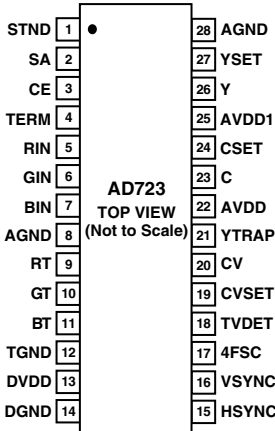 STND 1 28 AGND
SA 2 27 YSET
CE 3 26 Y
TERM 4 25 AVDD1
RIN 5 24 CSET
GIN 6 23 C
AD723
BIN 7 22 AVDD
TOP VIEW
(Not to Scale)
AGND 8 21 YTRAP
RT 9 20 CV
GT 10 19 CVSET
BT 11 18 TVDET
TGND 12 17 4FSC
DVDD 13 16 VSYNC
DGND 14 15 HSYNC